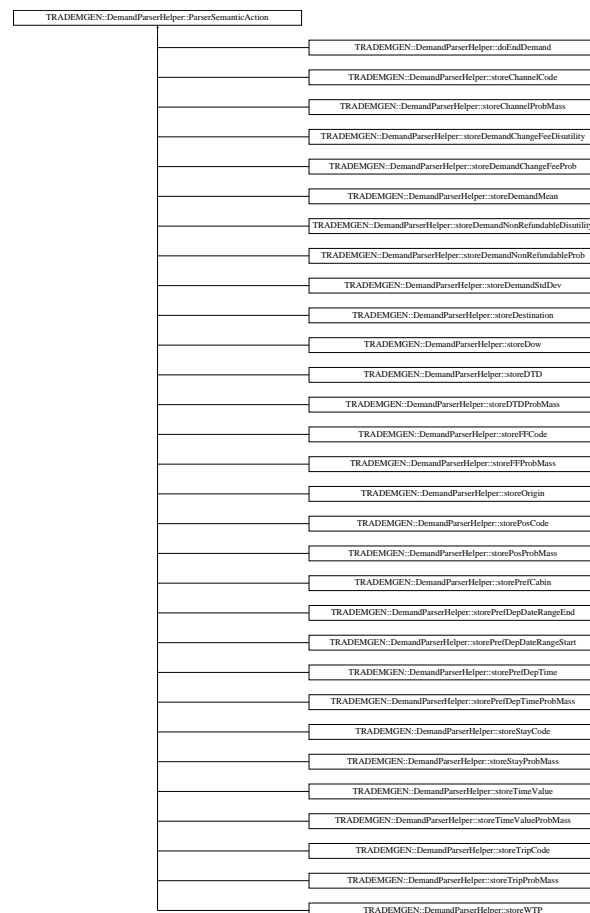 TRADEMGEN::DemandParserHelper::ParserSemanticAction
TRADEMGEN::DemandParserHelper::doEndDemand
TRADEMGEN::DemandParserHelper::storeChannelCode
TRADEMGEN::DemandParserHelper::storeChannelProbMass
TRADEMGEN::DemandParserHelper::storeDemandChangeFeeDisutility
TRADEMGEN::DemandParserHelper::storeDemandChangeFeeProb
TRADEMGEN::DemandParserHelper::storeDemandMean
TRADEMGEN::DemandParserHelper::storeDemandNonRefundableDisutility
TRADEMGEN::DemandParserHelper::storeDemandNonRefundableProb
TRADEMGEN::DemandParserHelper::storeDemandStdDev
TRADEMGEN::DemandParserHelper::storeDestination
TRADEMGEN::DemandParserHelper::storeDow
TRADEMGEN::DemandParserHelper::storeDTD
TRADEMGEN::DemandParserHelper::storeDTDProbMass
TRADEMGEN::DemandParserHelper::storeFFCode
TRADEMGEN::DemandParserHelper::storeFFProbMass
TRADEMGEN::DemandParserHelper::storeOrigin
TRADEMGEN::DemandParserHelper::storePosCode
TRADEMGEN::DemandParserHelper::storePosProbMass
TRADEMGEN::DemandParserHelper::storePrefCabin
TRADEMGEN::DemandParserHelper::storePrefDepDateRangeEnd
TRADEMGEN::DemandParserHelper::storePrefDepDateRangeStart
TRADEMGEN::DemandParserHelper::storePrefDepTime
TRADEMGEN::DemandParserHelper::storePrefDepTimeProbMass
TRADEMGEN::DemandParserHelper::storeStayCode
TRADEMGEN::DemandParserHelper::storeStayProbMass
TRADEMGEN::DemandParserHelper::storeTimeValue
TRADEMGEN::DemandParserHelper::storeTimeValueProbMass
TRADEMGEN::DemandParserHelper::storeTripCode
TRADEMGEN::DemandParserHelper::storeTripProbMass
TRADEMGEN::DemandParserHelper::storeWTP